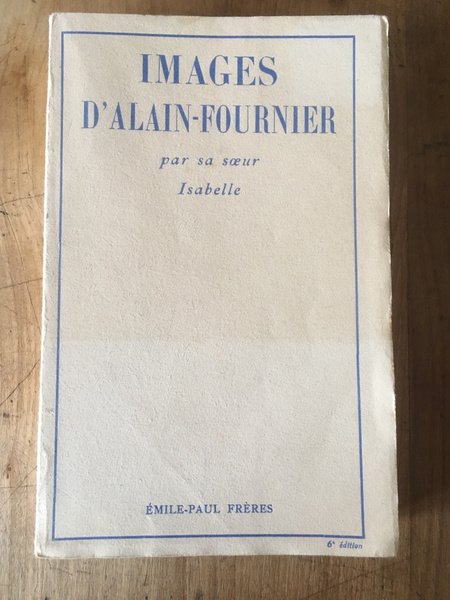 IMAGES
D'ALAIN-FOURNIER
par sa sœur
Isabelle
ÉMILE-PAUL FRÈRES
6e édition